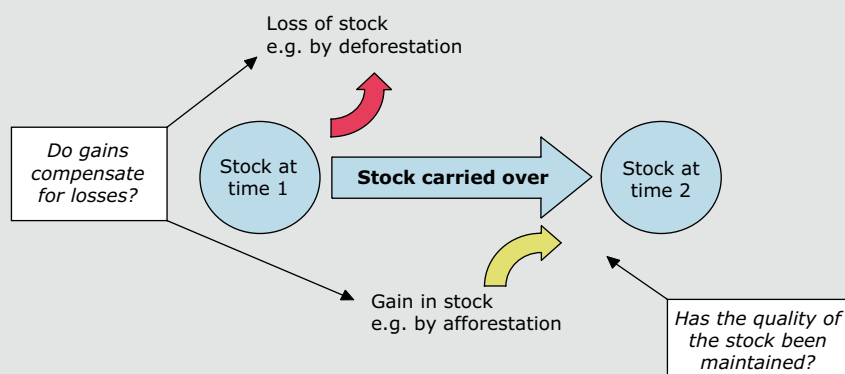 Loss of stock
e.g. by deforestation
Do gains
compensate
for losses?
Stock at
time 1
Stock carried over
Stock at
time 2
Gain in stock
e.g. by afforestation
Has the quality of
the stock been
maintained?